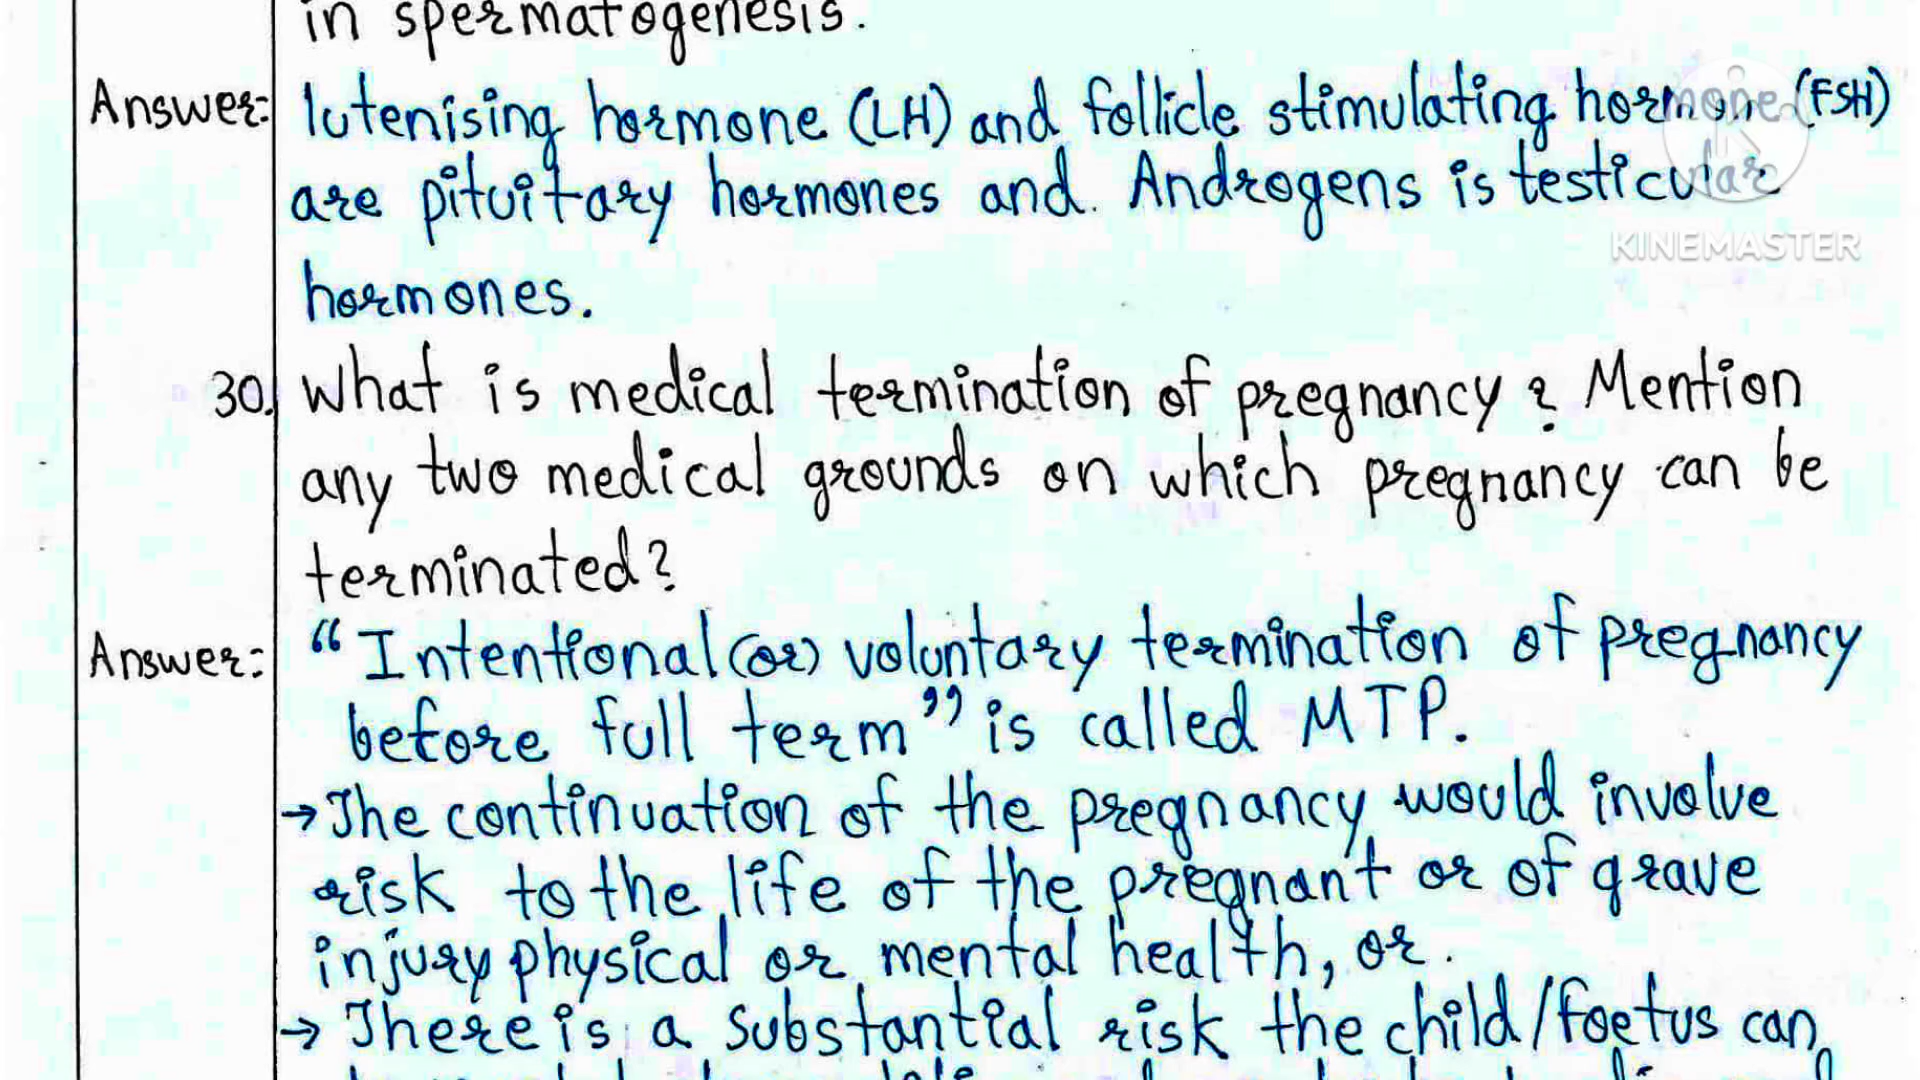 in spermatogenesis.
Answer: lutenising hormone (LH) and follicle stimulating hormone (FSH)
are pituitary hormones and. Androgens is testicular
KINEMASTER
hormones.
30. What is medical termination of pregnancy? Mention
any two medical grounds on which pregnancy can be
terminated?
Answer: "Intentional (or) voluntary termination of pregnancy
before full term" is called MTP.
→ The continuation of the pregnancy would involve
risk to the life of the pregnant or of grave
injury physical or mental health, or.
→ There is a substantial risk the child/foetus can